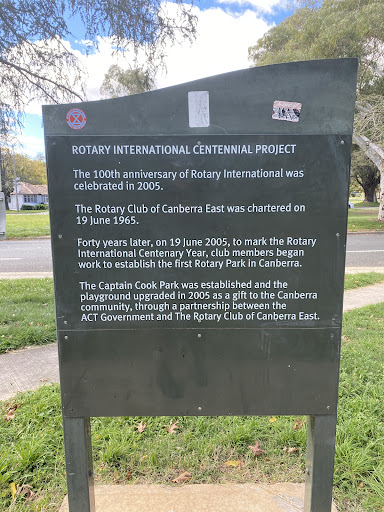 ROTARY INTERNATIONAL CENTENNIAL PROJECT
The 100th anniversary of Rotary International was
celebrated in 2005.
The Rotary Club of Canberra East was chartered on
19 June 1965.
Forty years later, on 19 June 2005, to mark the Rotary
International Centenary Year, club members began
work to establish the first Rotary Park in Canberra.
The Captain Cook Park was established and the
playground upgraded in 2005 as a gift to the Canberra
community, through a partnership between the
ACT Government and The Rotary Club of Canberra East.